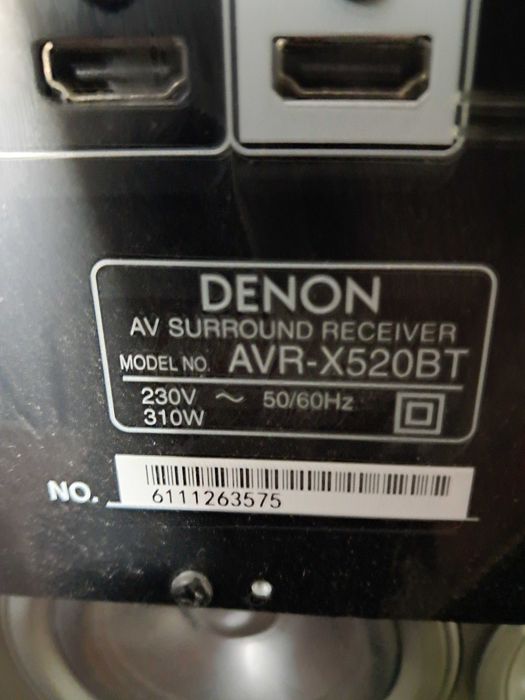 DENON
AV SURROUND RECEIVER
MODEL NO. AVR-X520BT
230V ~ 50/60Hz
310W
NO. 6111263575